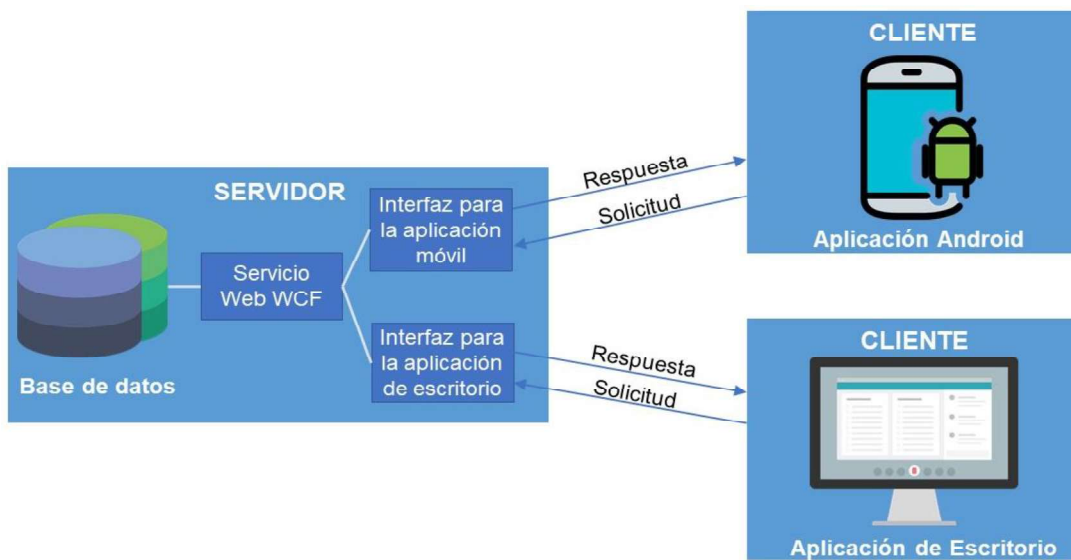 SERVIDOR
Base de datos
Servicio
Web WCF
Interfaz para
la aplicación
móvil
Interfaz para
la aplicación
de escritorio
Respuesta
Solicitud
Respuesta
Solicitud
CLIENTE
Aplicación Android
CLIENTE
Aplicación de Escritorio